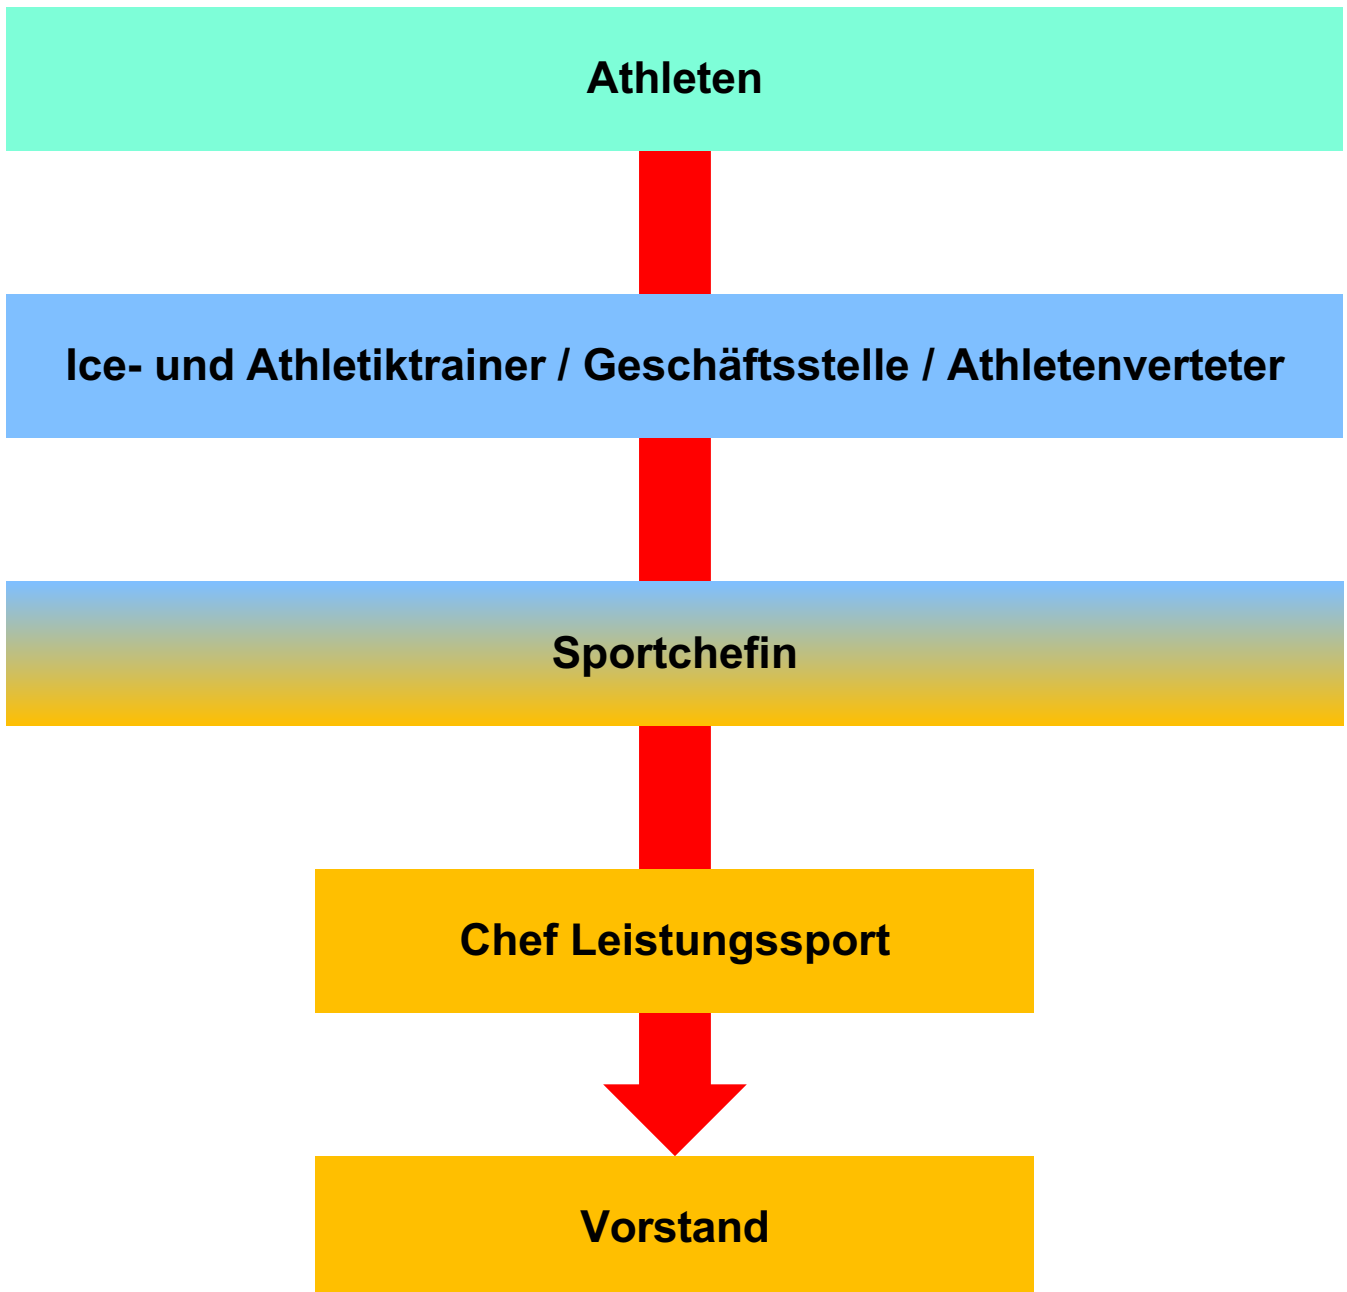 Athleten
Ice- und Athletiktrainer / Geschäftsstelle / Athletenverteter
Sportchefin
Chef Leistungssport
Vorstand